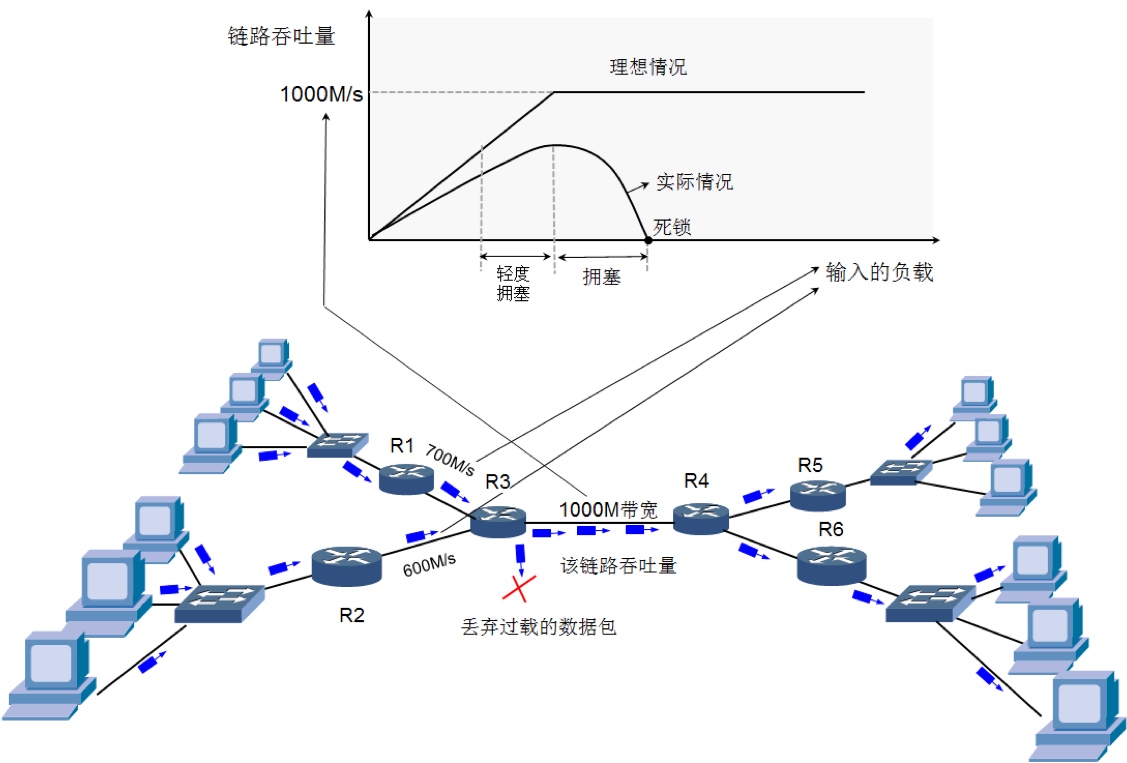 链路吞吐量
理想情况
1000M/s
实际情况
死锁
轻度
拥塞
拥塞
输入的负载
R1
700M/s
R3
R5
R4
1000M带宽
R6
600M/s
该链路吞吐量
R2
丢弃过载的数据包